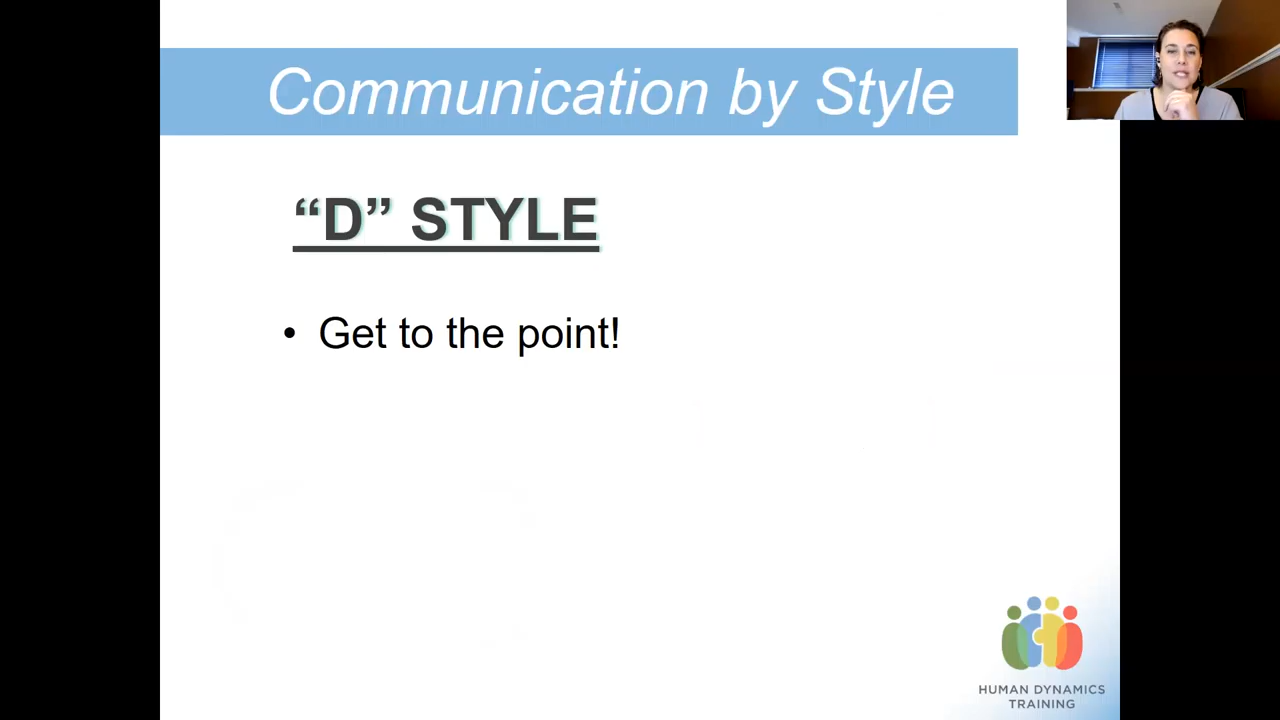 Communication by Style
“D” STYLE
• Get to the point!
HUMAN DYNAMICS
TRAINING